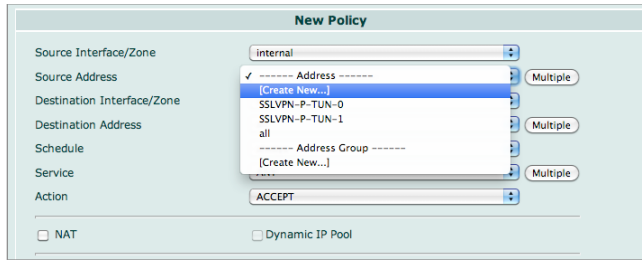 New Policy
Source Interface/Zone internal
Source Address ✓ ------ Address ------ Multiple
[Create New...]
Destination Interface/Zone SSLVPN-P-TUN-0
SSLVPN-P-TUN-1
Destination Address all Multiple
Schedule ------ Address Group ------
[Create New...]
Service Multiple
Action ACCEPT
NAT Dynamic IP Pool